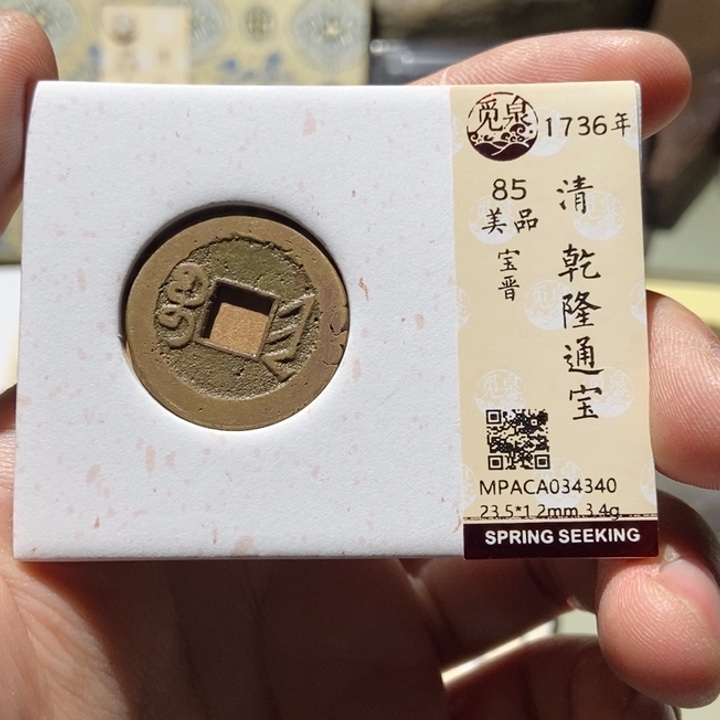 觅泉
1736年
85
美品
宝晋
清乾隆通宝
MPACA034340
23.5*1.2mm 3.4g
SPRING SEEKING